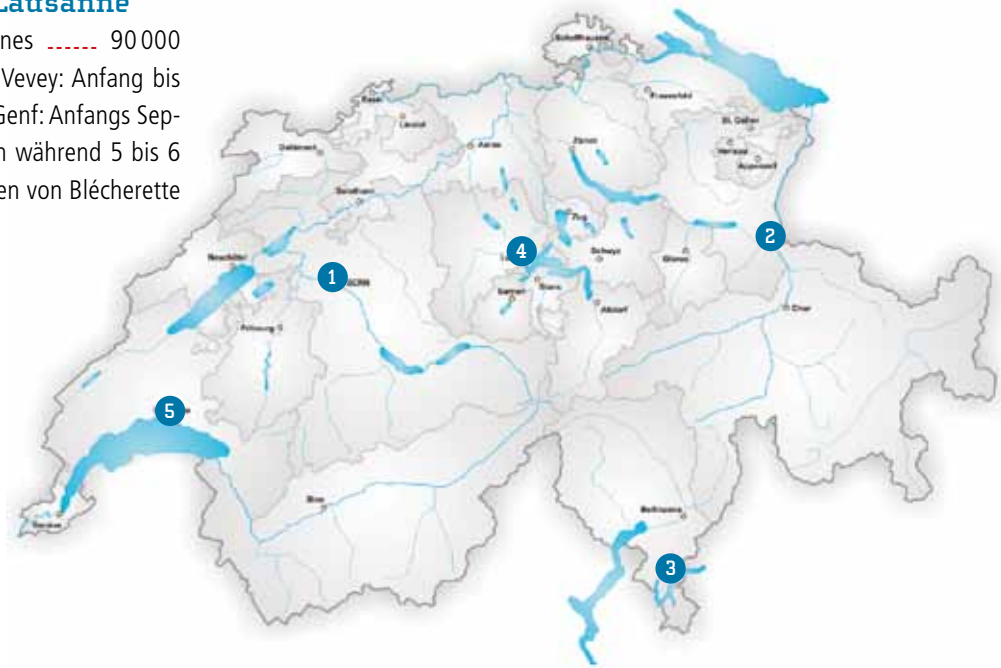 Lausanne
nes ...... 90 000
Vevey: Anfang bis
Genf: Anfangs Sep-
n während 5 bis 6
en von Blécherette
Schaffhausen
Frauenfeld
Basel
Liestal
St. Gallen
Herisau
Appenzell
Delémont
Aarau
Zürich
Solothurn
Zug
2
4
Schwyz
Glarus
Neuchâtel
1
BERN
Stans
Sarnen
Altdorf
Chur
Fribourg
5
Sion
Bellinzona
Genève
3